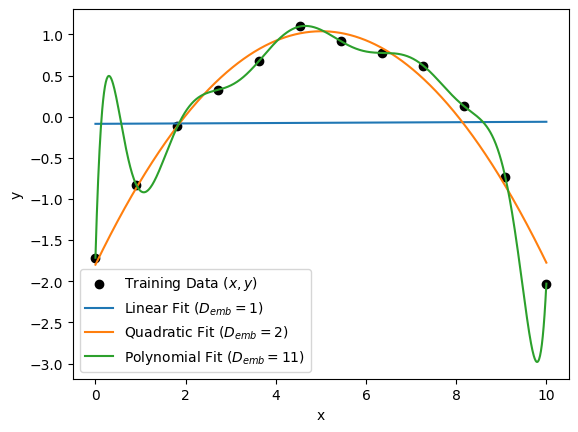 1.0
0.5
0.0
−0.5
−1.0
−1.5
−2.0
−2.5
−3.0
y
Training Data (x, y)
Linear Fit (D_emb = 1)
Quadratic Fit (D_emb = 2)
Polynomial Fit (D_emb = 11)
0 2 4 6 8 10
x